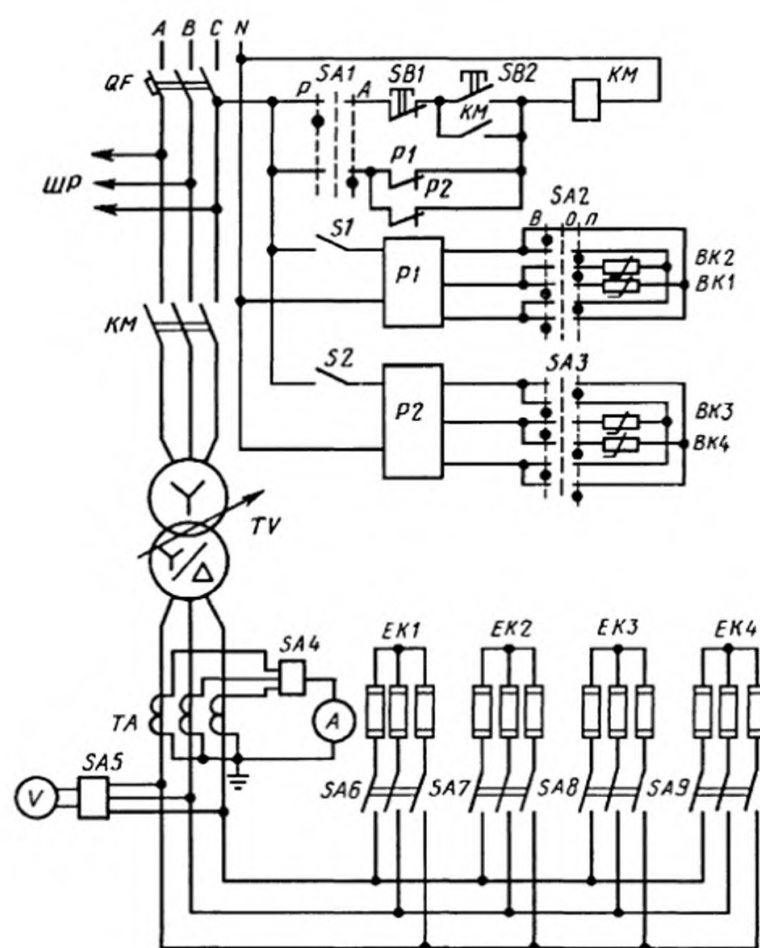 A B C N
QF
P SA1 A SB1 SB2 KM
KM
P1
P2
ШР
SA2
B O П
S1
P1
BK2
BK1
KM
SA3
S2
P2
BK3
BK4
TV
SA4
EK1 EK2 EK3 EK4
TA
A
SA5
V
SA6 SA7 SA8 SA9